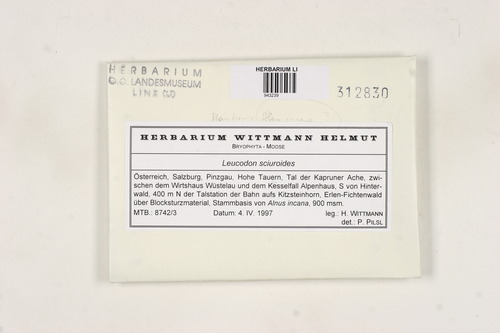 HERBARIUM
O.Ö. LANDESMUSEUM
LINZ
HERBARIUM LI
943239
312830
HERBARIUM WITTMANN HELMUT
BRYOPHYTA - MOOSE
Leucodon sciuroides
Österreich, Salzburg, Pinzgau, Hohe Tauern, Tal der Kapruner Ache, zwi-
schen dem Wirtshaus Wüstelau und dem Kesselfall Alpenhaus, S von Hinter-
wald, 400 m N der Talstation der Bahn aufs Kitzsteinhorn, Erlen-Fichtenwald
über Blocksturzmaterial, Stammbasis von Alnus incana, 900 msm.
MTB.: 8742/3 Datum: 4. IV. 1997 leg.: H. WITTMANN
det.: P. PILSL